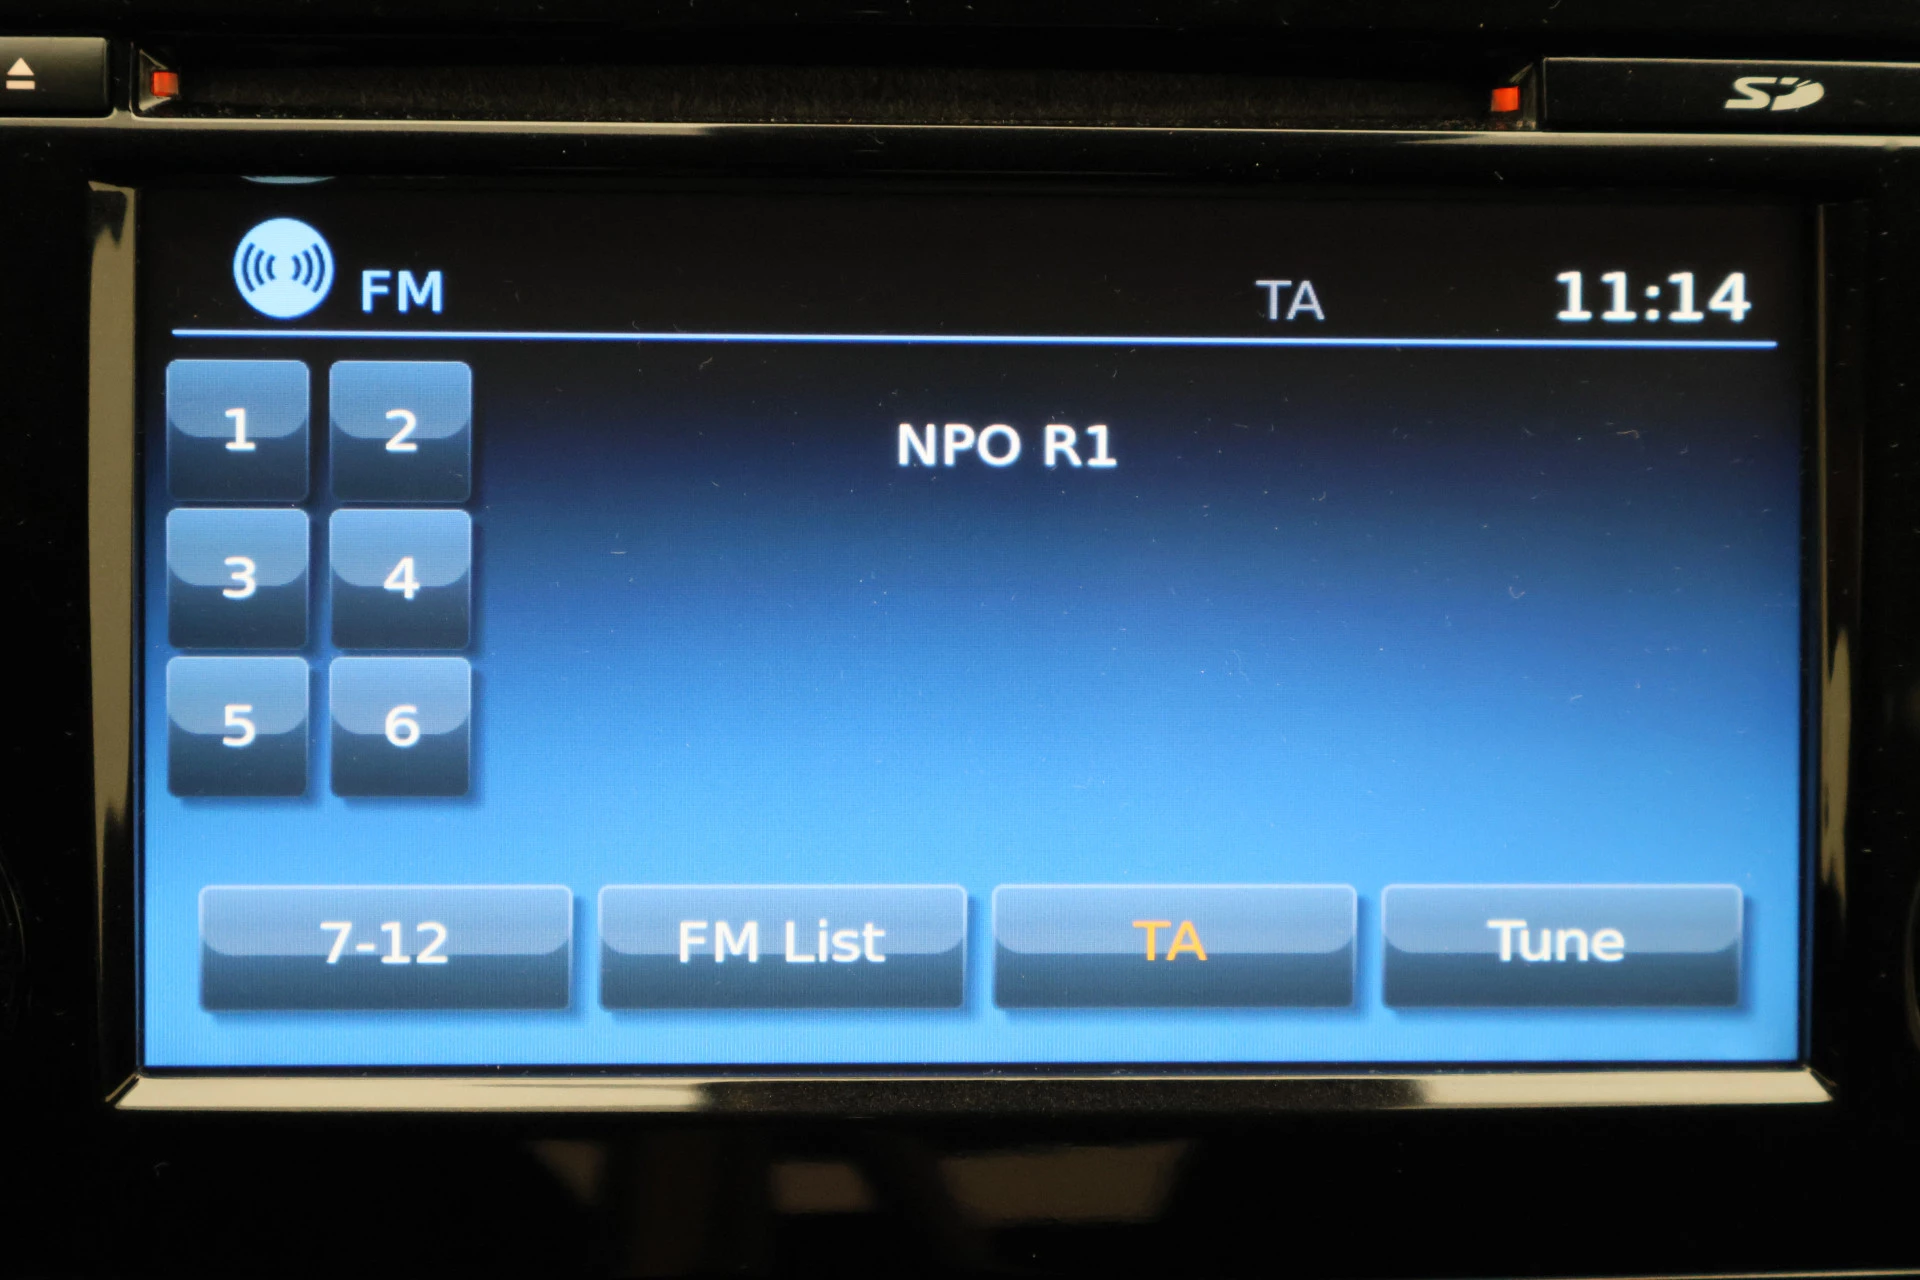 SD
FM TA 11:14
1 2
NPO R1
3 4
5 6
7-12 FM List TA Tune